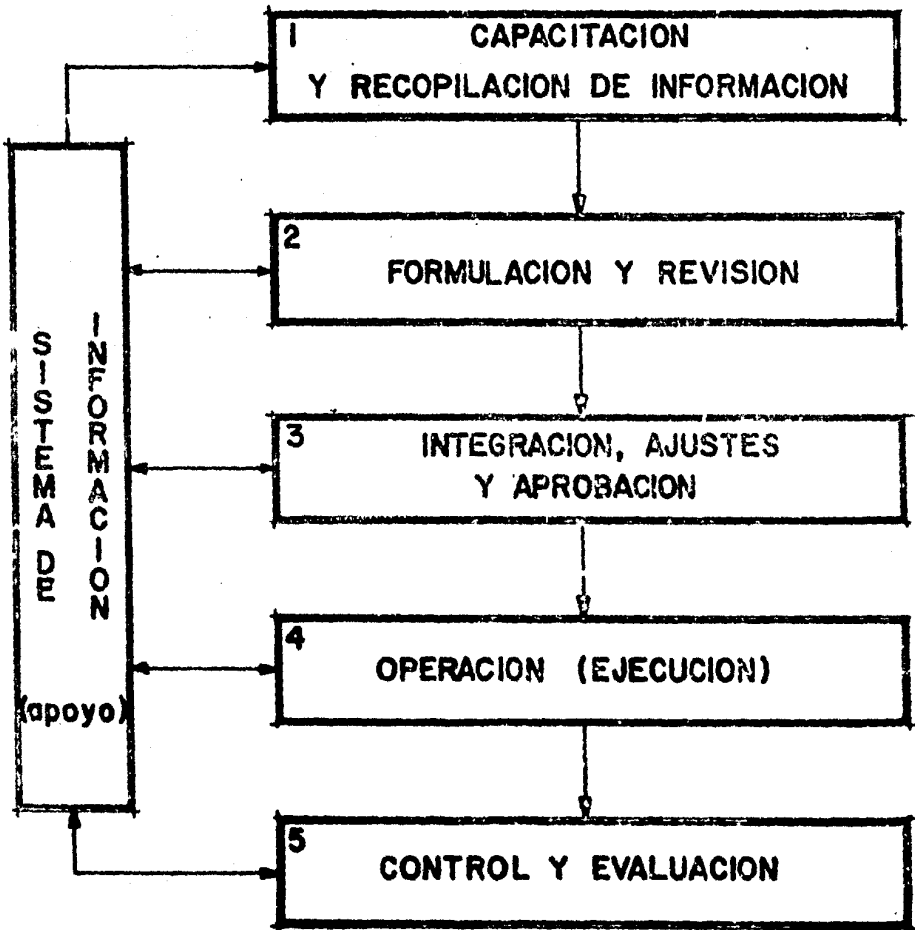 1 CAPACITACION
Y RECOPILACION DE INFORMACION
2
FORMULACION Y REVISION
3
INTEGRACION, AJUSTES
Y APROBACION
4
OPERACION (EJECUCION)
5
CONTROL Y EVALUACION
SISTEMA DE
INFORMACION
(apoyo)